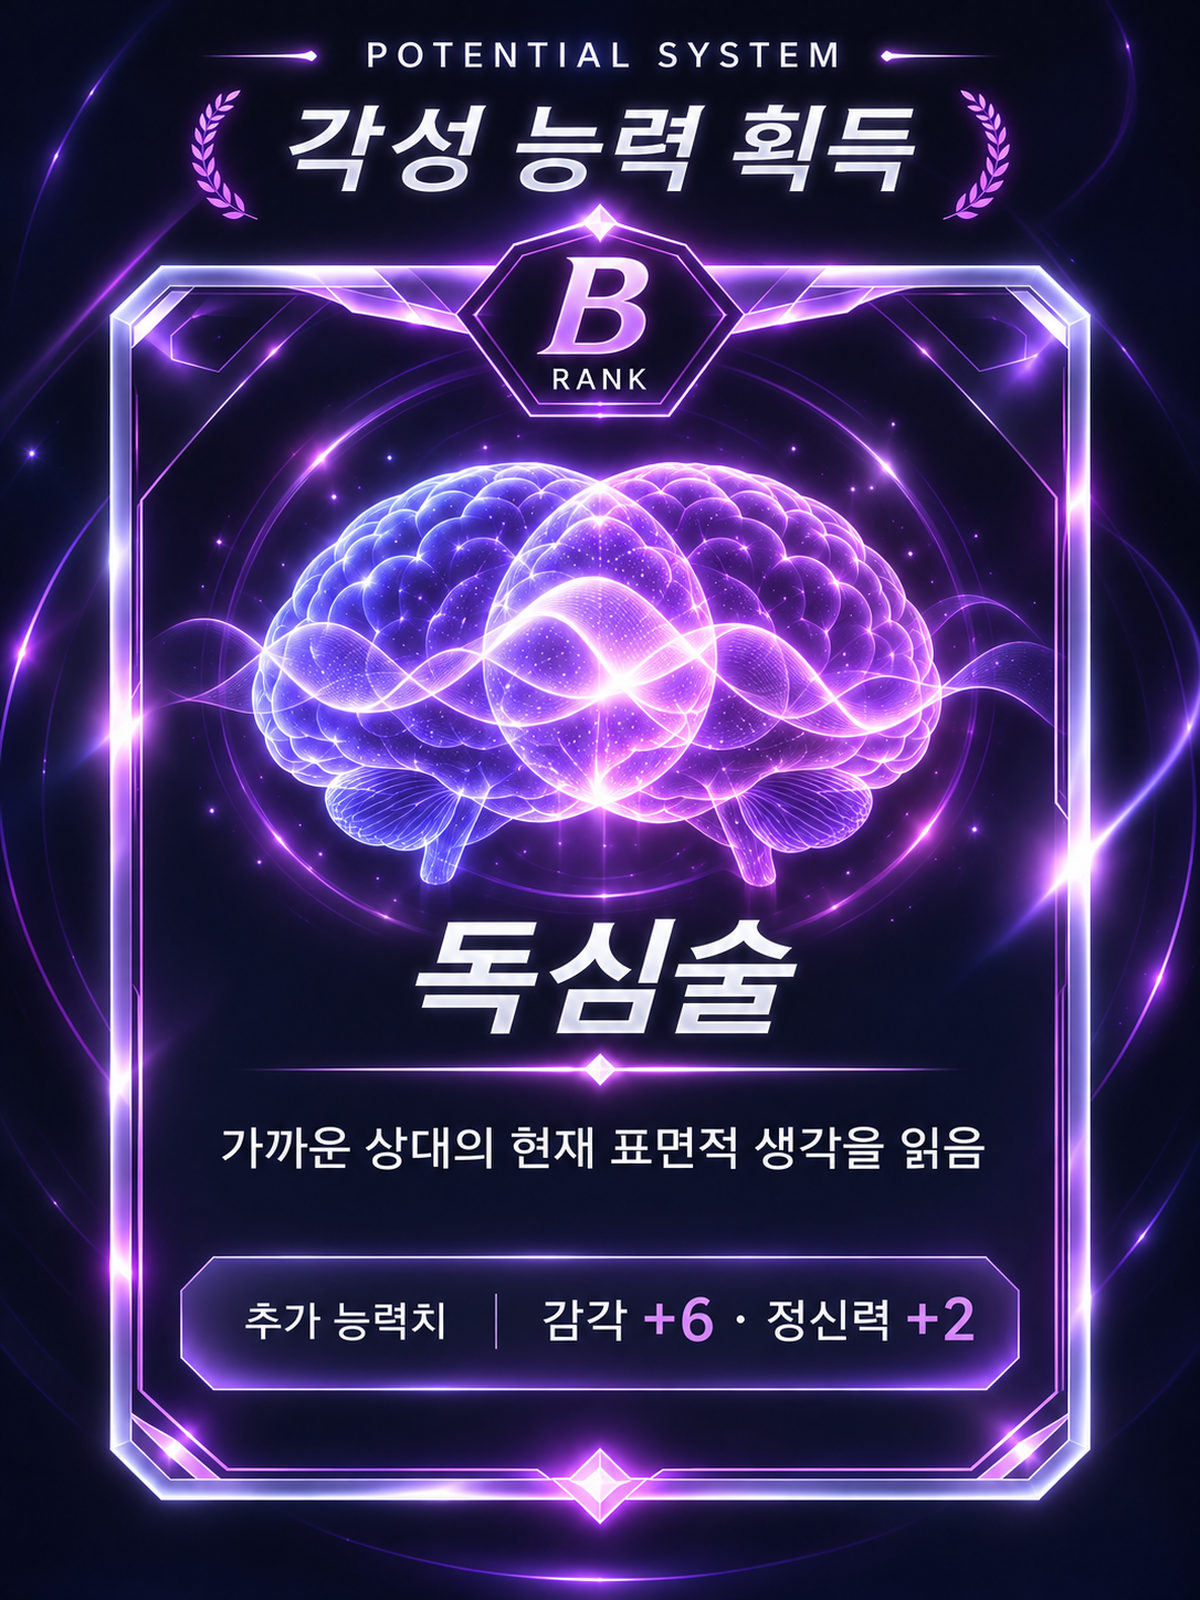 POTENTIAL SYSTEM
각성 능력 획득
B
RANK
독심술
가까운 상대의 현재 표면적 생각을 읽음
추가 능력치 감각 +6 · 정신력 +2